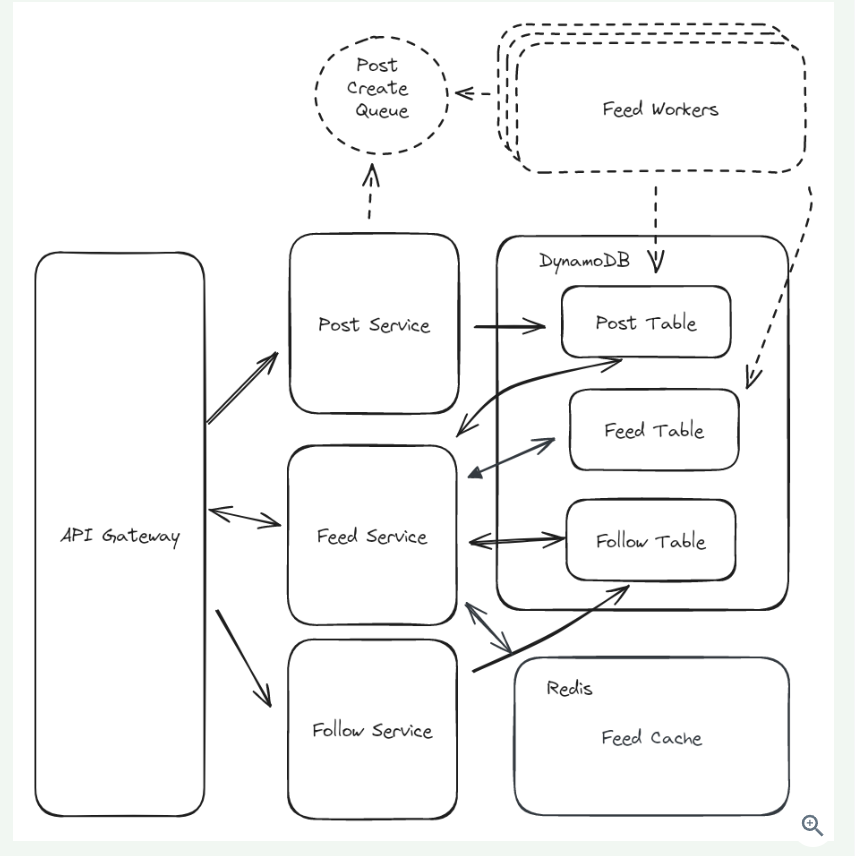 Post
Create
Queue
Feed Workers
DynamoDB
Post Service
Post Table
Feed Table
API Gateway
Feed Service
Follow Table
Redis
Follow Service
Feed Cache